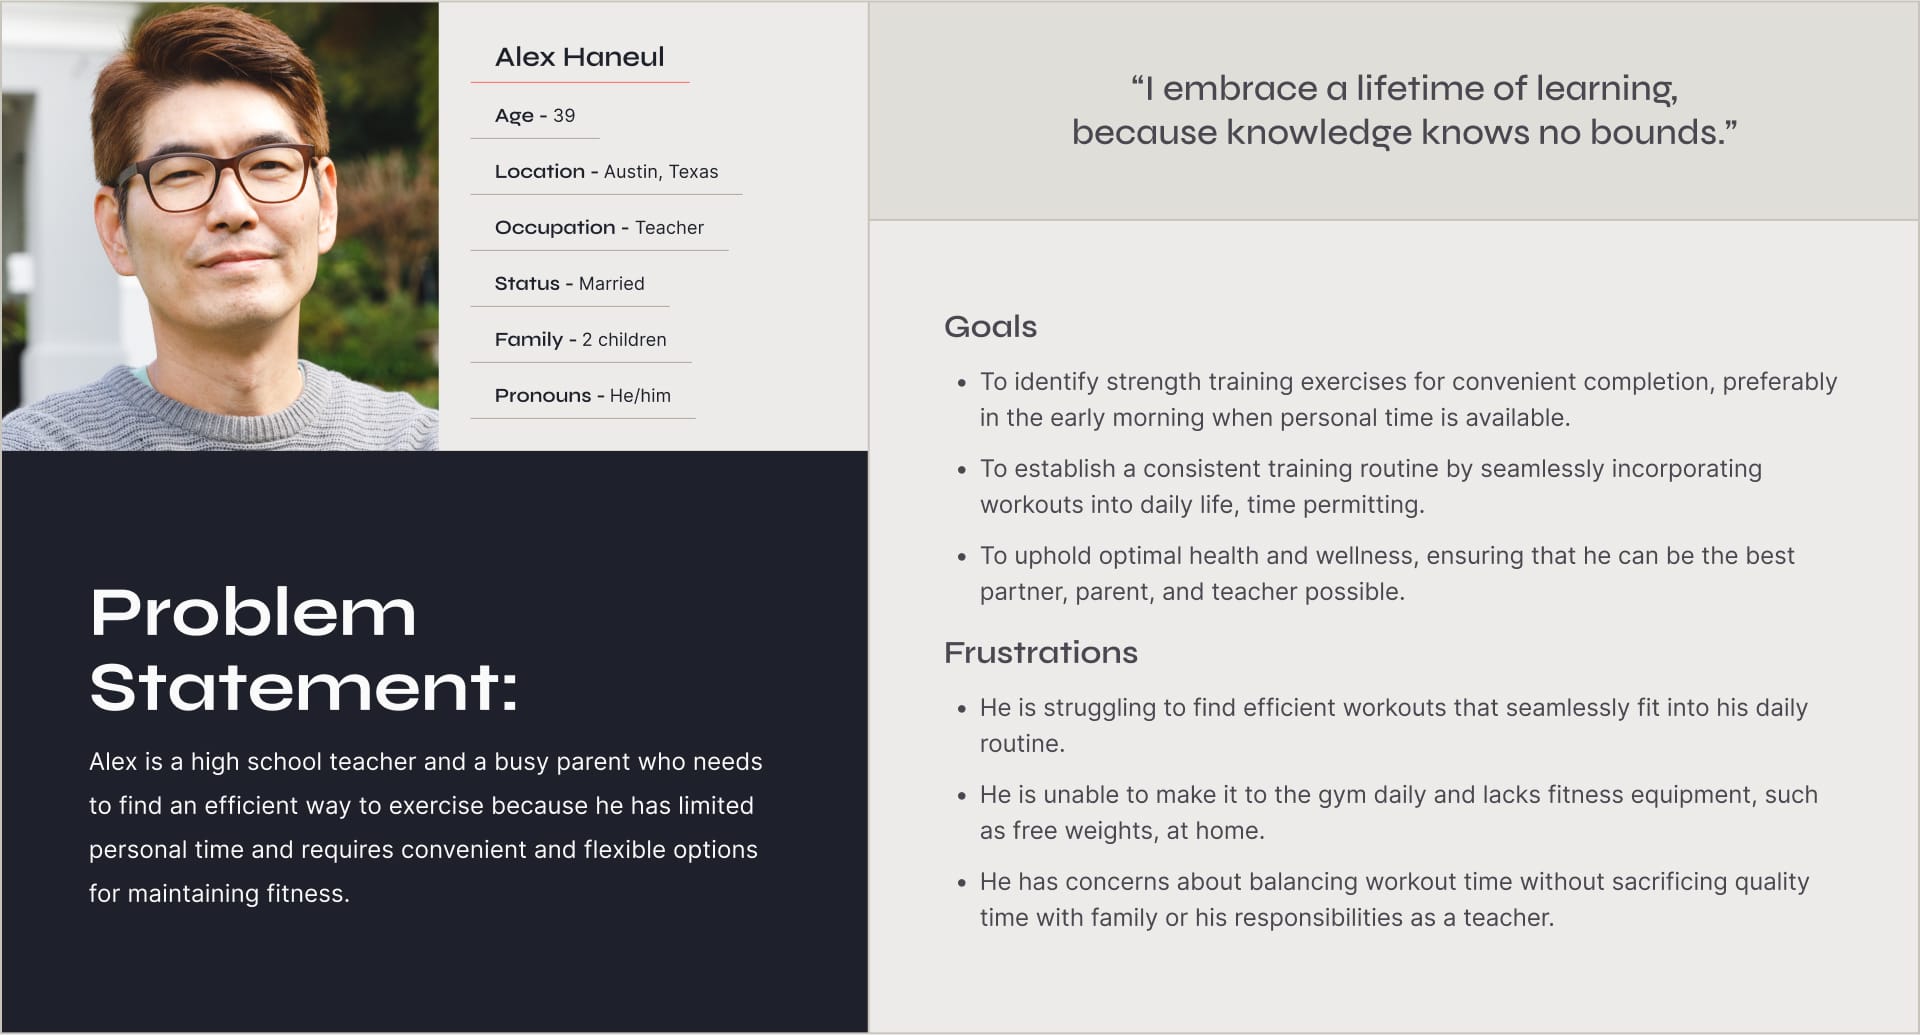 Alex Haneul
Age - 39
Location - Austin, Texas
Occupation - Teacher
Status - Married
Family - 2 children
Pronouns - He/him
Problem
Statement:
Alex is a high school teacher and a busy parent who needs
to find an efficient way to exercise because he has limited
personal time and requires convenient and flexible options
for maintaining fitness.
“I embrace a lifetime of learning,
because knowledge knows no bounds.”
Goals
• To identify strength training exercises for convenient completion, preferably
in the early morning when personal time is available.
• To establish a consistent training routine by seamlessly incorporating
workouts into daily life, time permitting.
• To uphold optimal health and wellness, ensuring that he can be the best
partner, parent, and teacher possible.
Frustrations
• He is struggling to find efficient workouts that seamlessly fit into his daily
routine.
• He is unable to make it to the gym daily and lacks fitness equipment, such
as free weights, at home.
• He has concerns about balancing workout time without sacrificing quality
time with family or his responsibilities as a teacher.